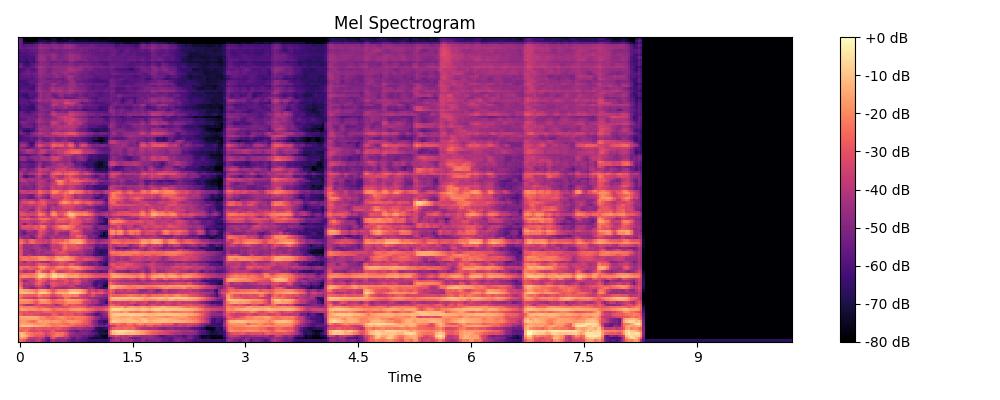 Mel Spectrogram
+0 dB
-10 dB
-20 dB
-30 dB
-40 dB
-50 dB
-60 dB
-70 dB
-80 dB
0 1.5 3 4.5 6 7.5 9
Time